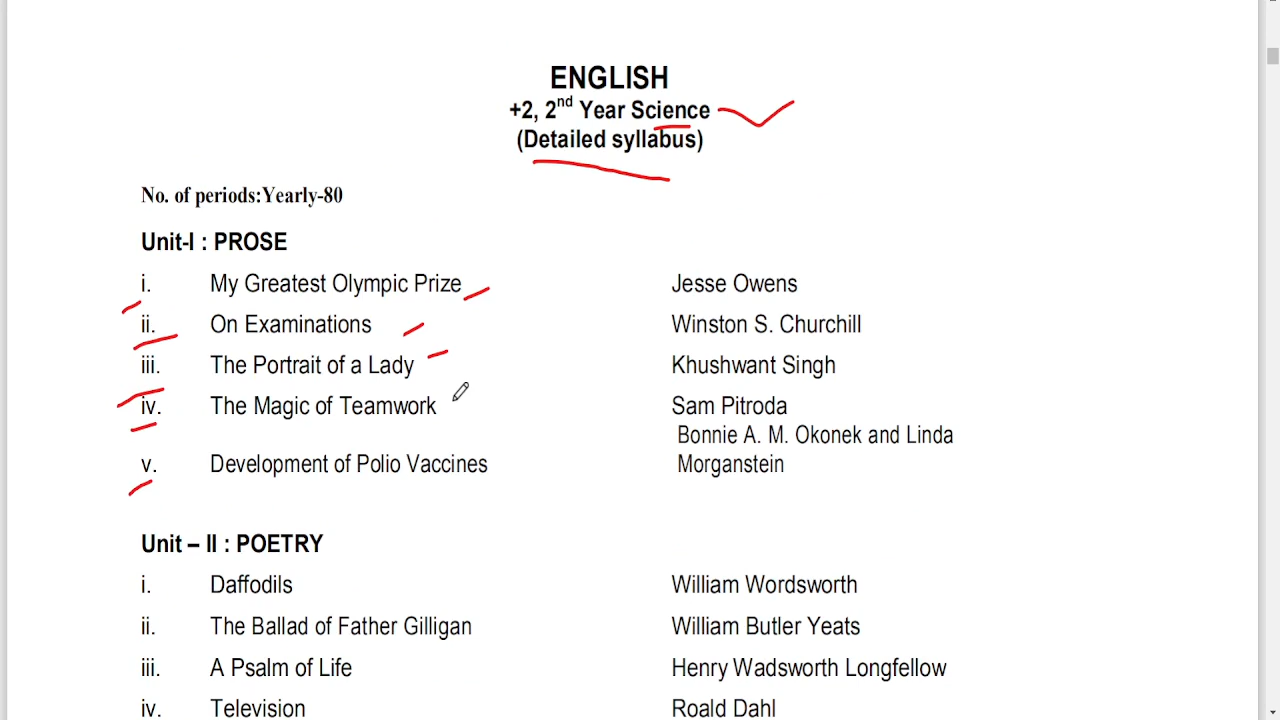 ENGLISH
+2, 2nd Year Science
(Detailed syllabus)
No. of periods:Yearly-80
Unit-I : PROSE
i. My Greatest Olympic Prize Jesse Owens
ii. On Examinations Winston S. Churchill
iii. The Portrait of a Lady Khushwant Singh
iv. The Magic of Teamwork Sam Pitroda
Bonnie A. M. Okonek and Linda
v. Development of Polio Vaccines Morganstein
Unit – II : POETRY
i. Daffodils William Wordsworth
ii. The Ballad of Father Gilligan William Butler Yeats
iii. A Psalm of Life Henry Wadsworth Longfellow
iv. Television Roald Dahl